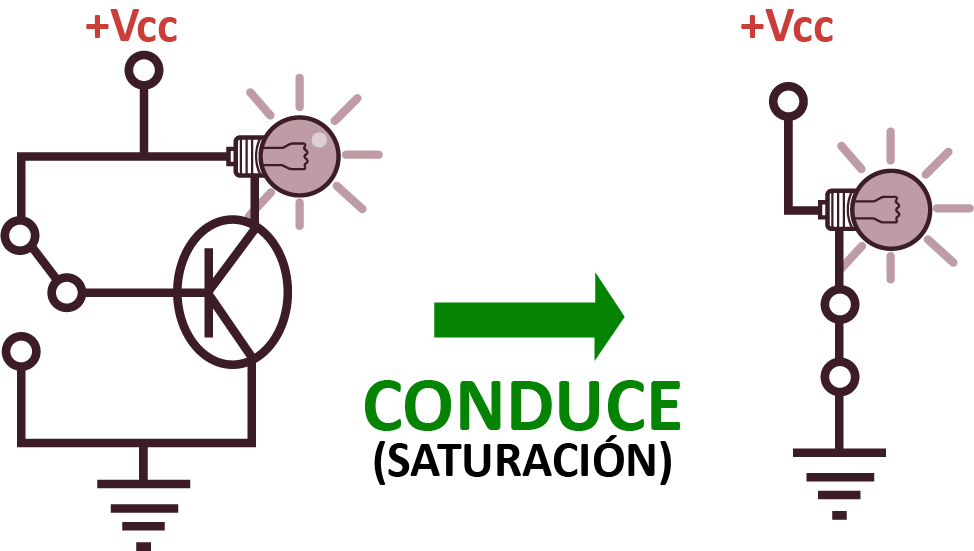 +Vcc
+Vcc
CONDUCE
(SATURACIÓN)